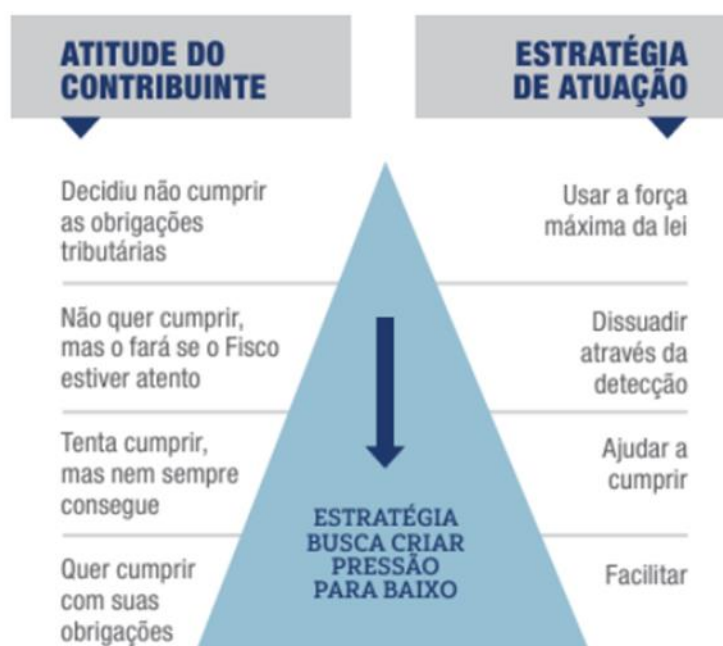 ATITUDE DO
CONTRIBUINTE
ESTRATÉGIA
DE ATUAÇÃO
Decidiu não cumprir
as obrigações
tributárias
Usar a força
máxima da lei
Não quer cumprir,
mas o fará se o Fisco
estiver atento
Dissuadir
através da
detecção
Tenta cumprir,
mas nem sempre
consegue
Ajudar a
cumprir
ESTRATÉGIA
BUSCA CRIAR
PRESSÃO
PARA BAIXO
Quer cumprir
com suas
obrigações
Facilitar